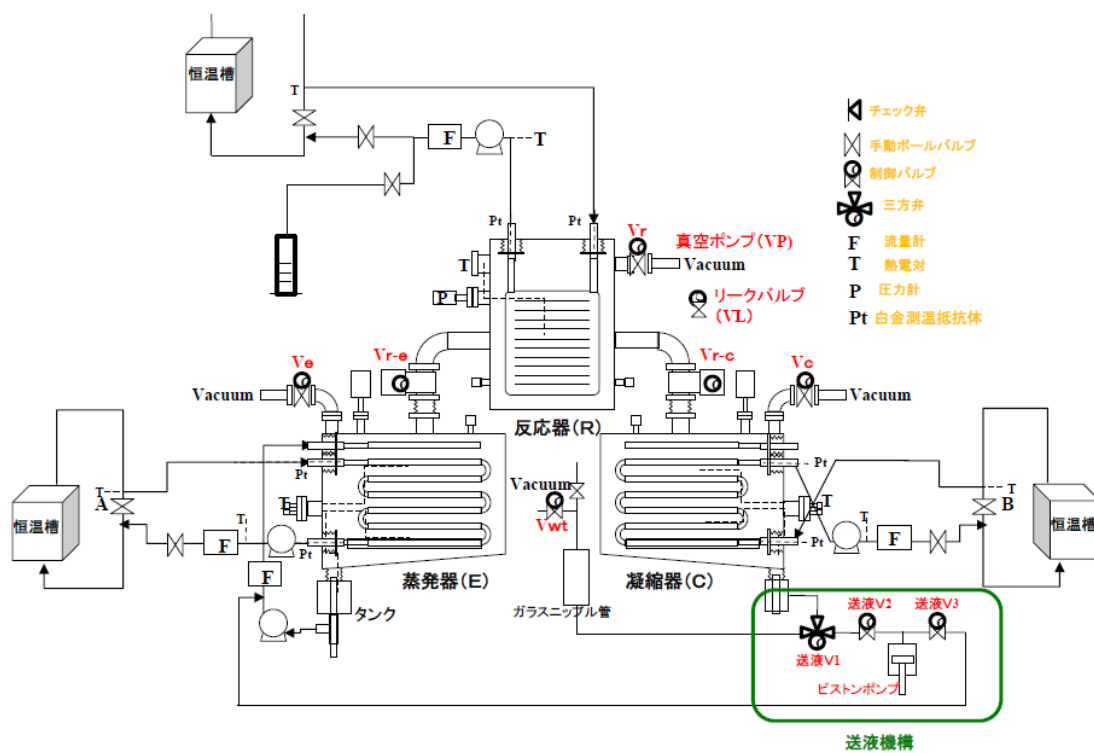 恒温槽
T
F
T
Pt
Pt
Vr
真空ポンプ(VP)
Vacuum
T
P
リークバルブ
(VL)
チェック弁
手動ボールバルブ
制御バルブ
三方弁
F 流量計
T 熱電対
P 圧力計
Pt 白金測温抵抗体
Ve
Vr-e
Vr-c
Vc
Vacuum
Vacuum
反応器(R)
Pt
Pt
T
A
T
T
B
恒温槽
T
F
Pt
T
Vacuum
Vwt
T
Pt
T
F
恒温槽
F
蒸発器(E)
凝縮器(C)
タンク
ガラスニップル管
送液V2
送液V3
送液V1
ピストンポンプ
送液機構